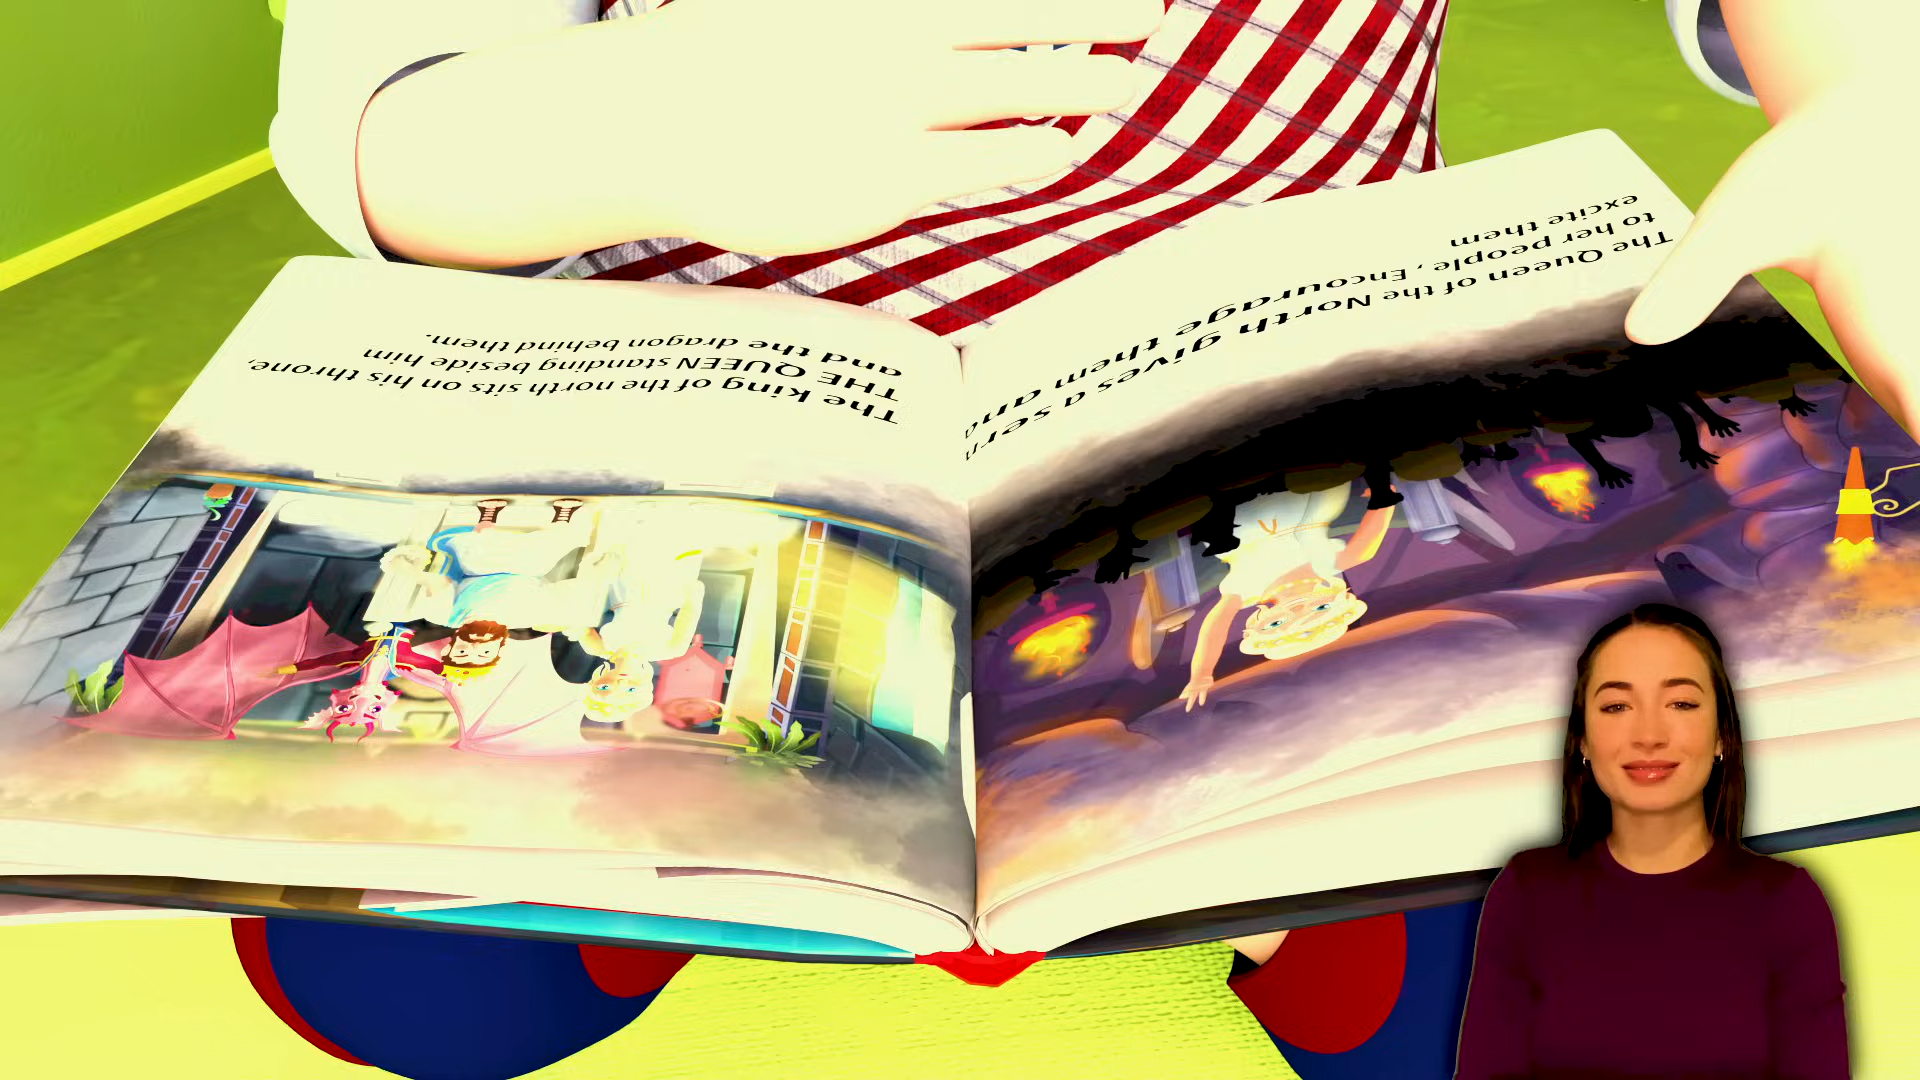 The king of the north sits on his throne,
THE QUEEN standing beside him
and the dragon behind them.
The Queen of the North gives a serm
to her people, Encourage them and
excite them